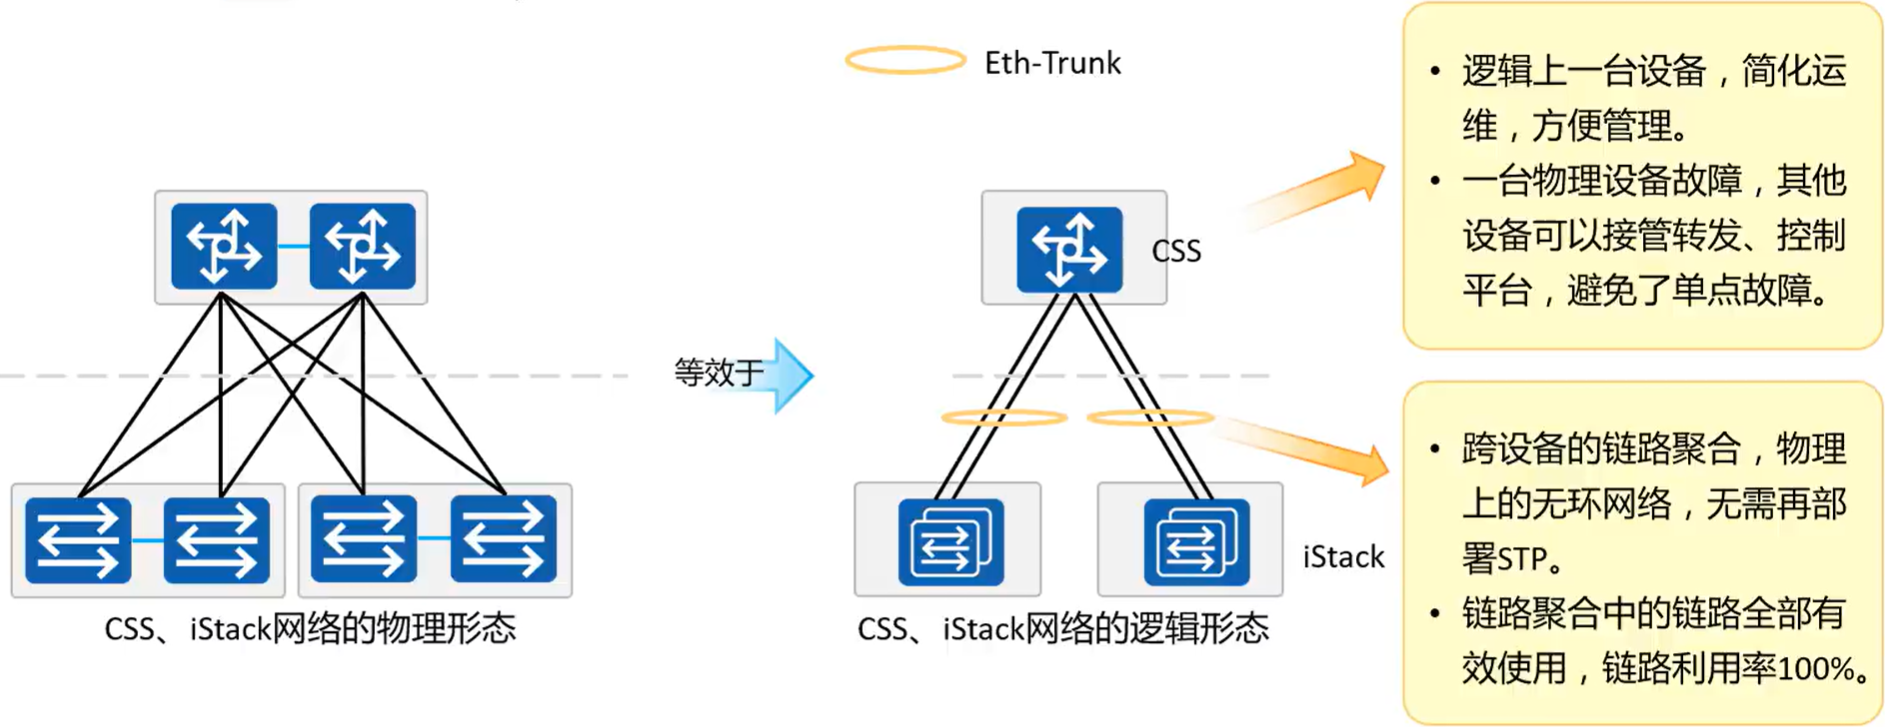 Eth-Trunk
• 逻辑上一台设备，简化运
维，方便管理。
• 一台物理设备故障，其他
设备可以接管转发、控制
平台，避免了单点故障。
CSS
等效于
• 跨设备的链路聚合，物理
上的无环网络，无需再部
署STP。
• 链路聚合中的链路全部有
效使用，链路利用率100%。
iStack
CSS、iStack网络的物理形态
CSS、iStack网络的逻辑形态